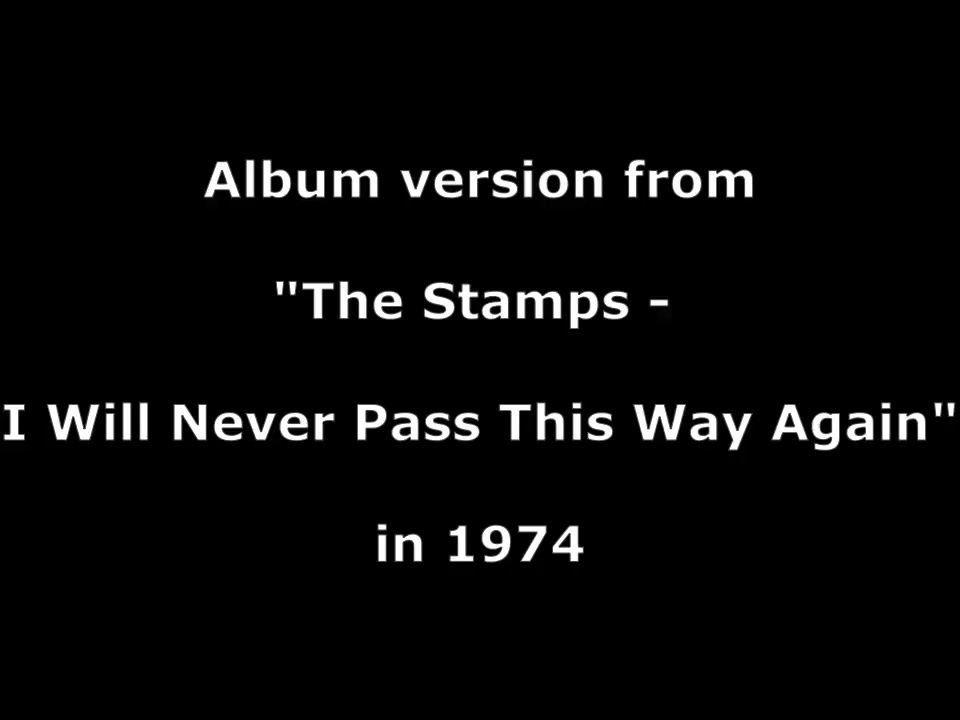 Album version from
"The Stamps -
I Will Never Pass This Way Again"
in 1974